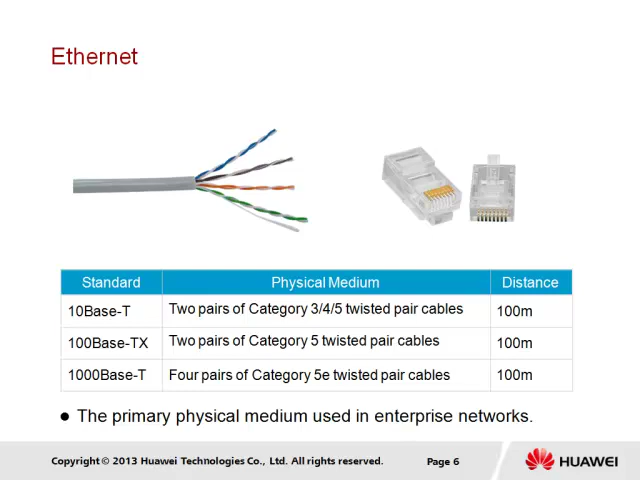 Ethernet
Standard Physical Medium Distance
10Base-T Two pairs of Category 3/4/5 twisted pair cables 100m
100Base-TX Two pairs of Category 5 twisted pair cables 100m
1000Base-T Four pairs of Category 5e twisted pair cables 100m
● The primary physical medium used in enterprise networks.
Copyright © 2013 Huawei Technologies Co., Ltd. All rights reserved. Page 6 HUAWEI